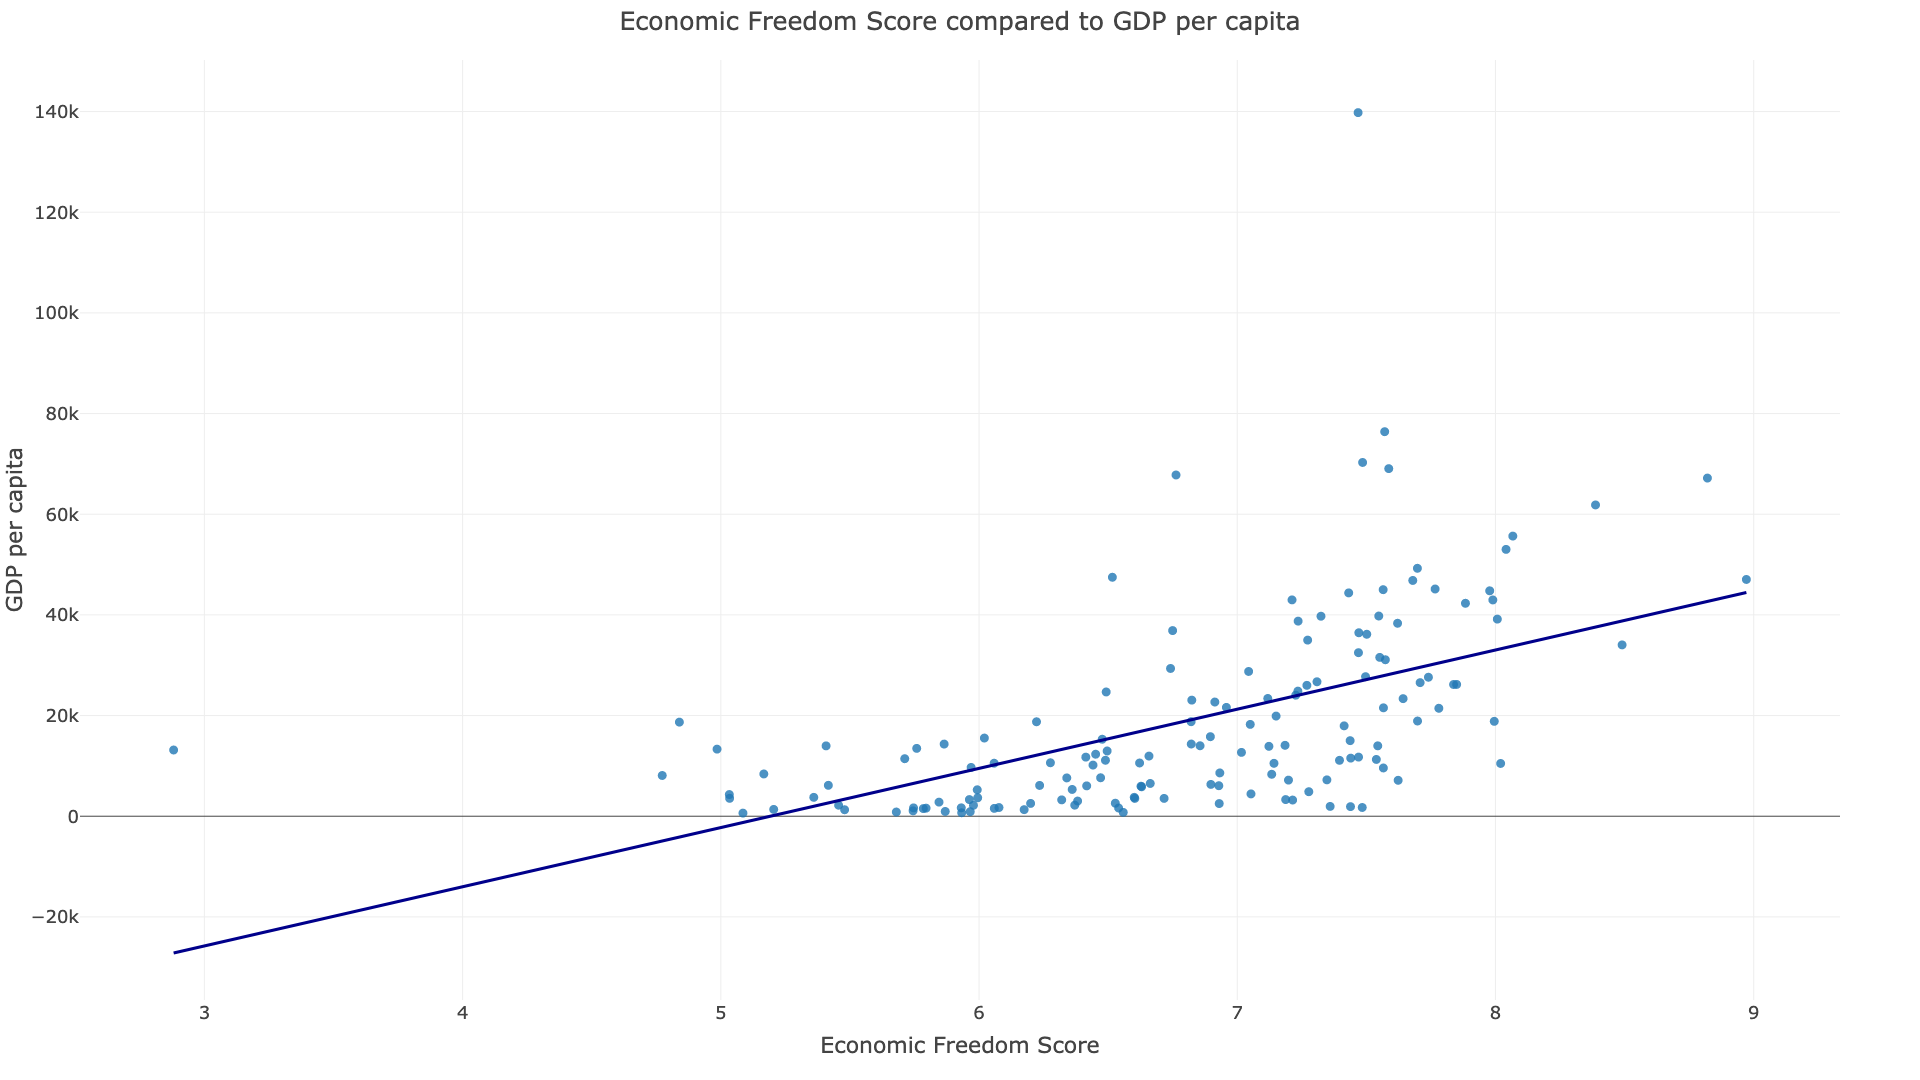 Economic Freedom Score compared to GDP per capita
140k
120k
100k
80k
60k
40k
20k
0
−20k
GDP per capita
3 4 5 6 7 8 9
Economic Freedom Score